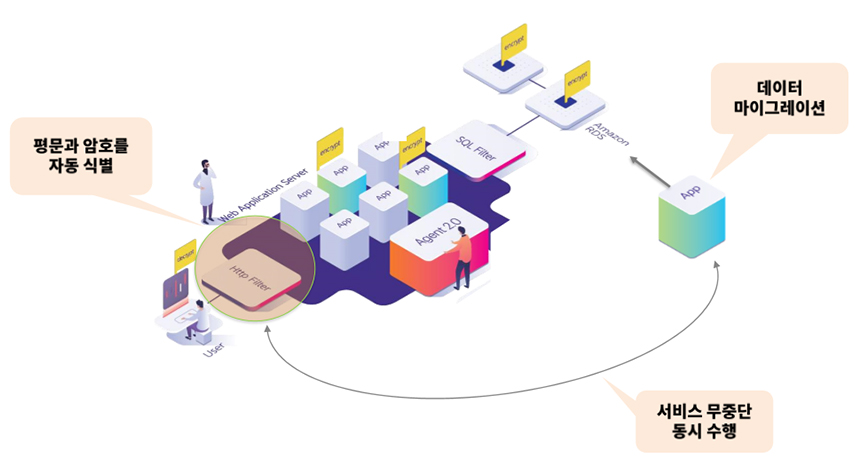 encrypt
encrypt
데이터
마이그레이션
평문과 암호를
자동 식별
Amazon
RDS
SQL Filter
encrypt
encrypt
App
App
App
App
App
App
Web Application Server
Agent 2.0
App
decrypt
Http Filter
User
서비스 무중단
동시 수행